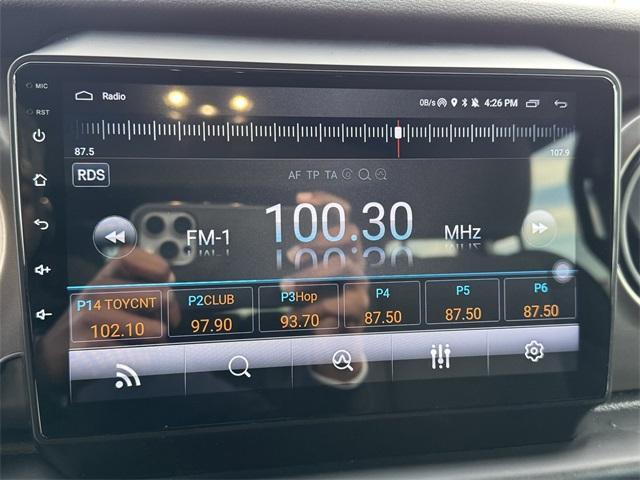 MIC
Radio
0B/s 4:26 PM
RST
87.5 107.9
RDS
AF TP TA
FM-1 100.30 MHz
P14 TOYCNT P2CLUB P3Hop P4 P5 P6
102.10 97.90 93.70 87.50 87.50 87.50